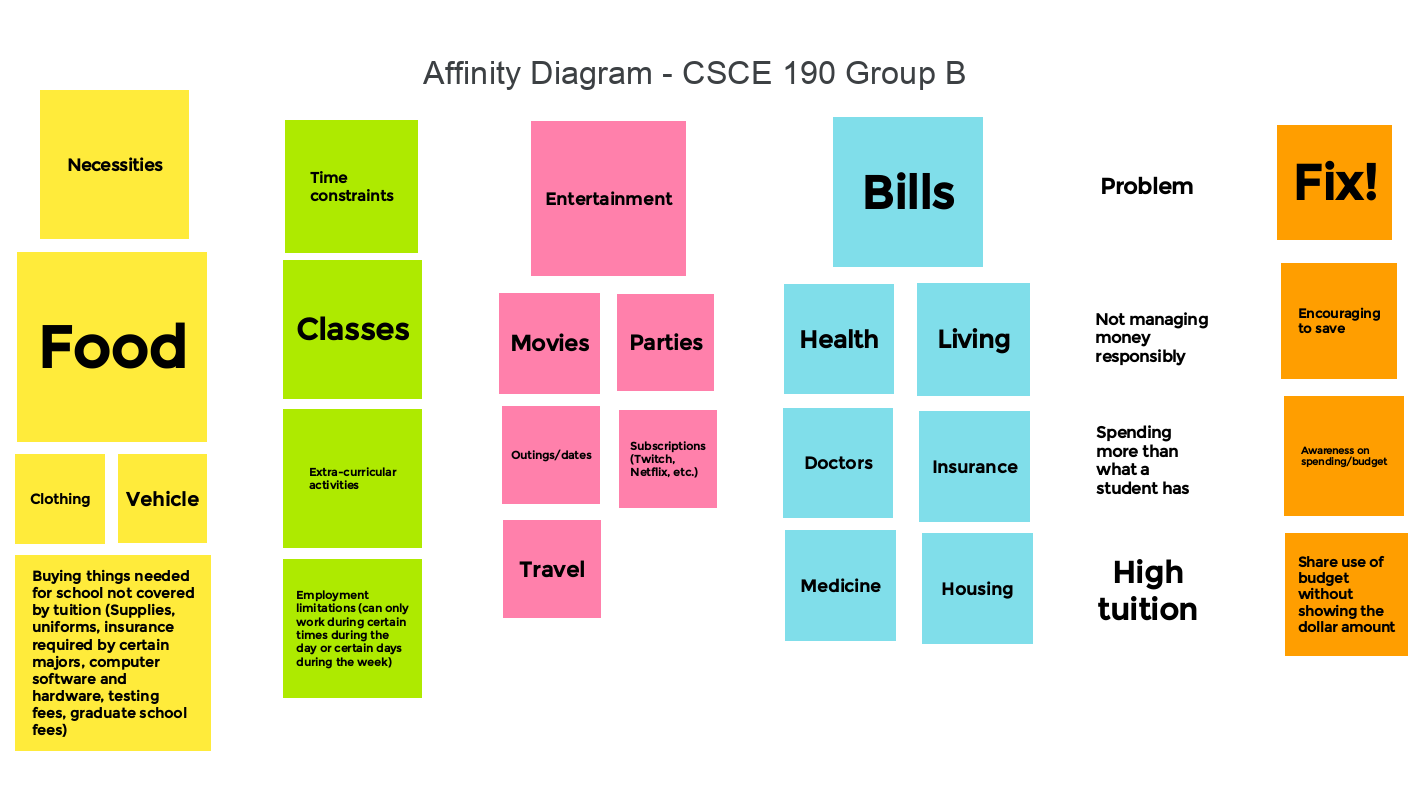 Affinity Diagram - CSCE 190 Group B
Necessities
Food
Clothing
Vehicle
Buying things needed
for school not covered
by tuition (Supplies,
uniforms, insurance
required by certain
majors, computer
software and
hardware, testing
fees, graduate school
fees)
Time
constraints
Classes
Extra-curricular
activities
Employment
limitations (can only
work during certain
times during the
day or certain days
during the week)
Entertainment
Movies
Parties
Outings/dates
Subscriptions
(Twitch,
Netflix, etc.)
Travel
Bills
Health
Living
Doctors
Insurance
Medicine
Housing
Problem
Not managing
money
responsibly
Spending
more than
what a
student has
High
tuition
Fix!
Encouraging
to save
Awareness on
spending/budget
Share use of
budget
without
showing the
dollar amount